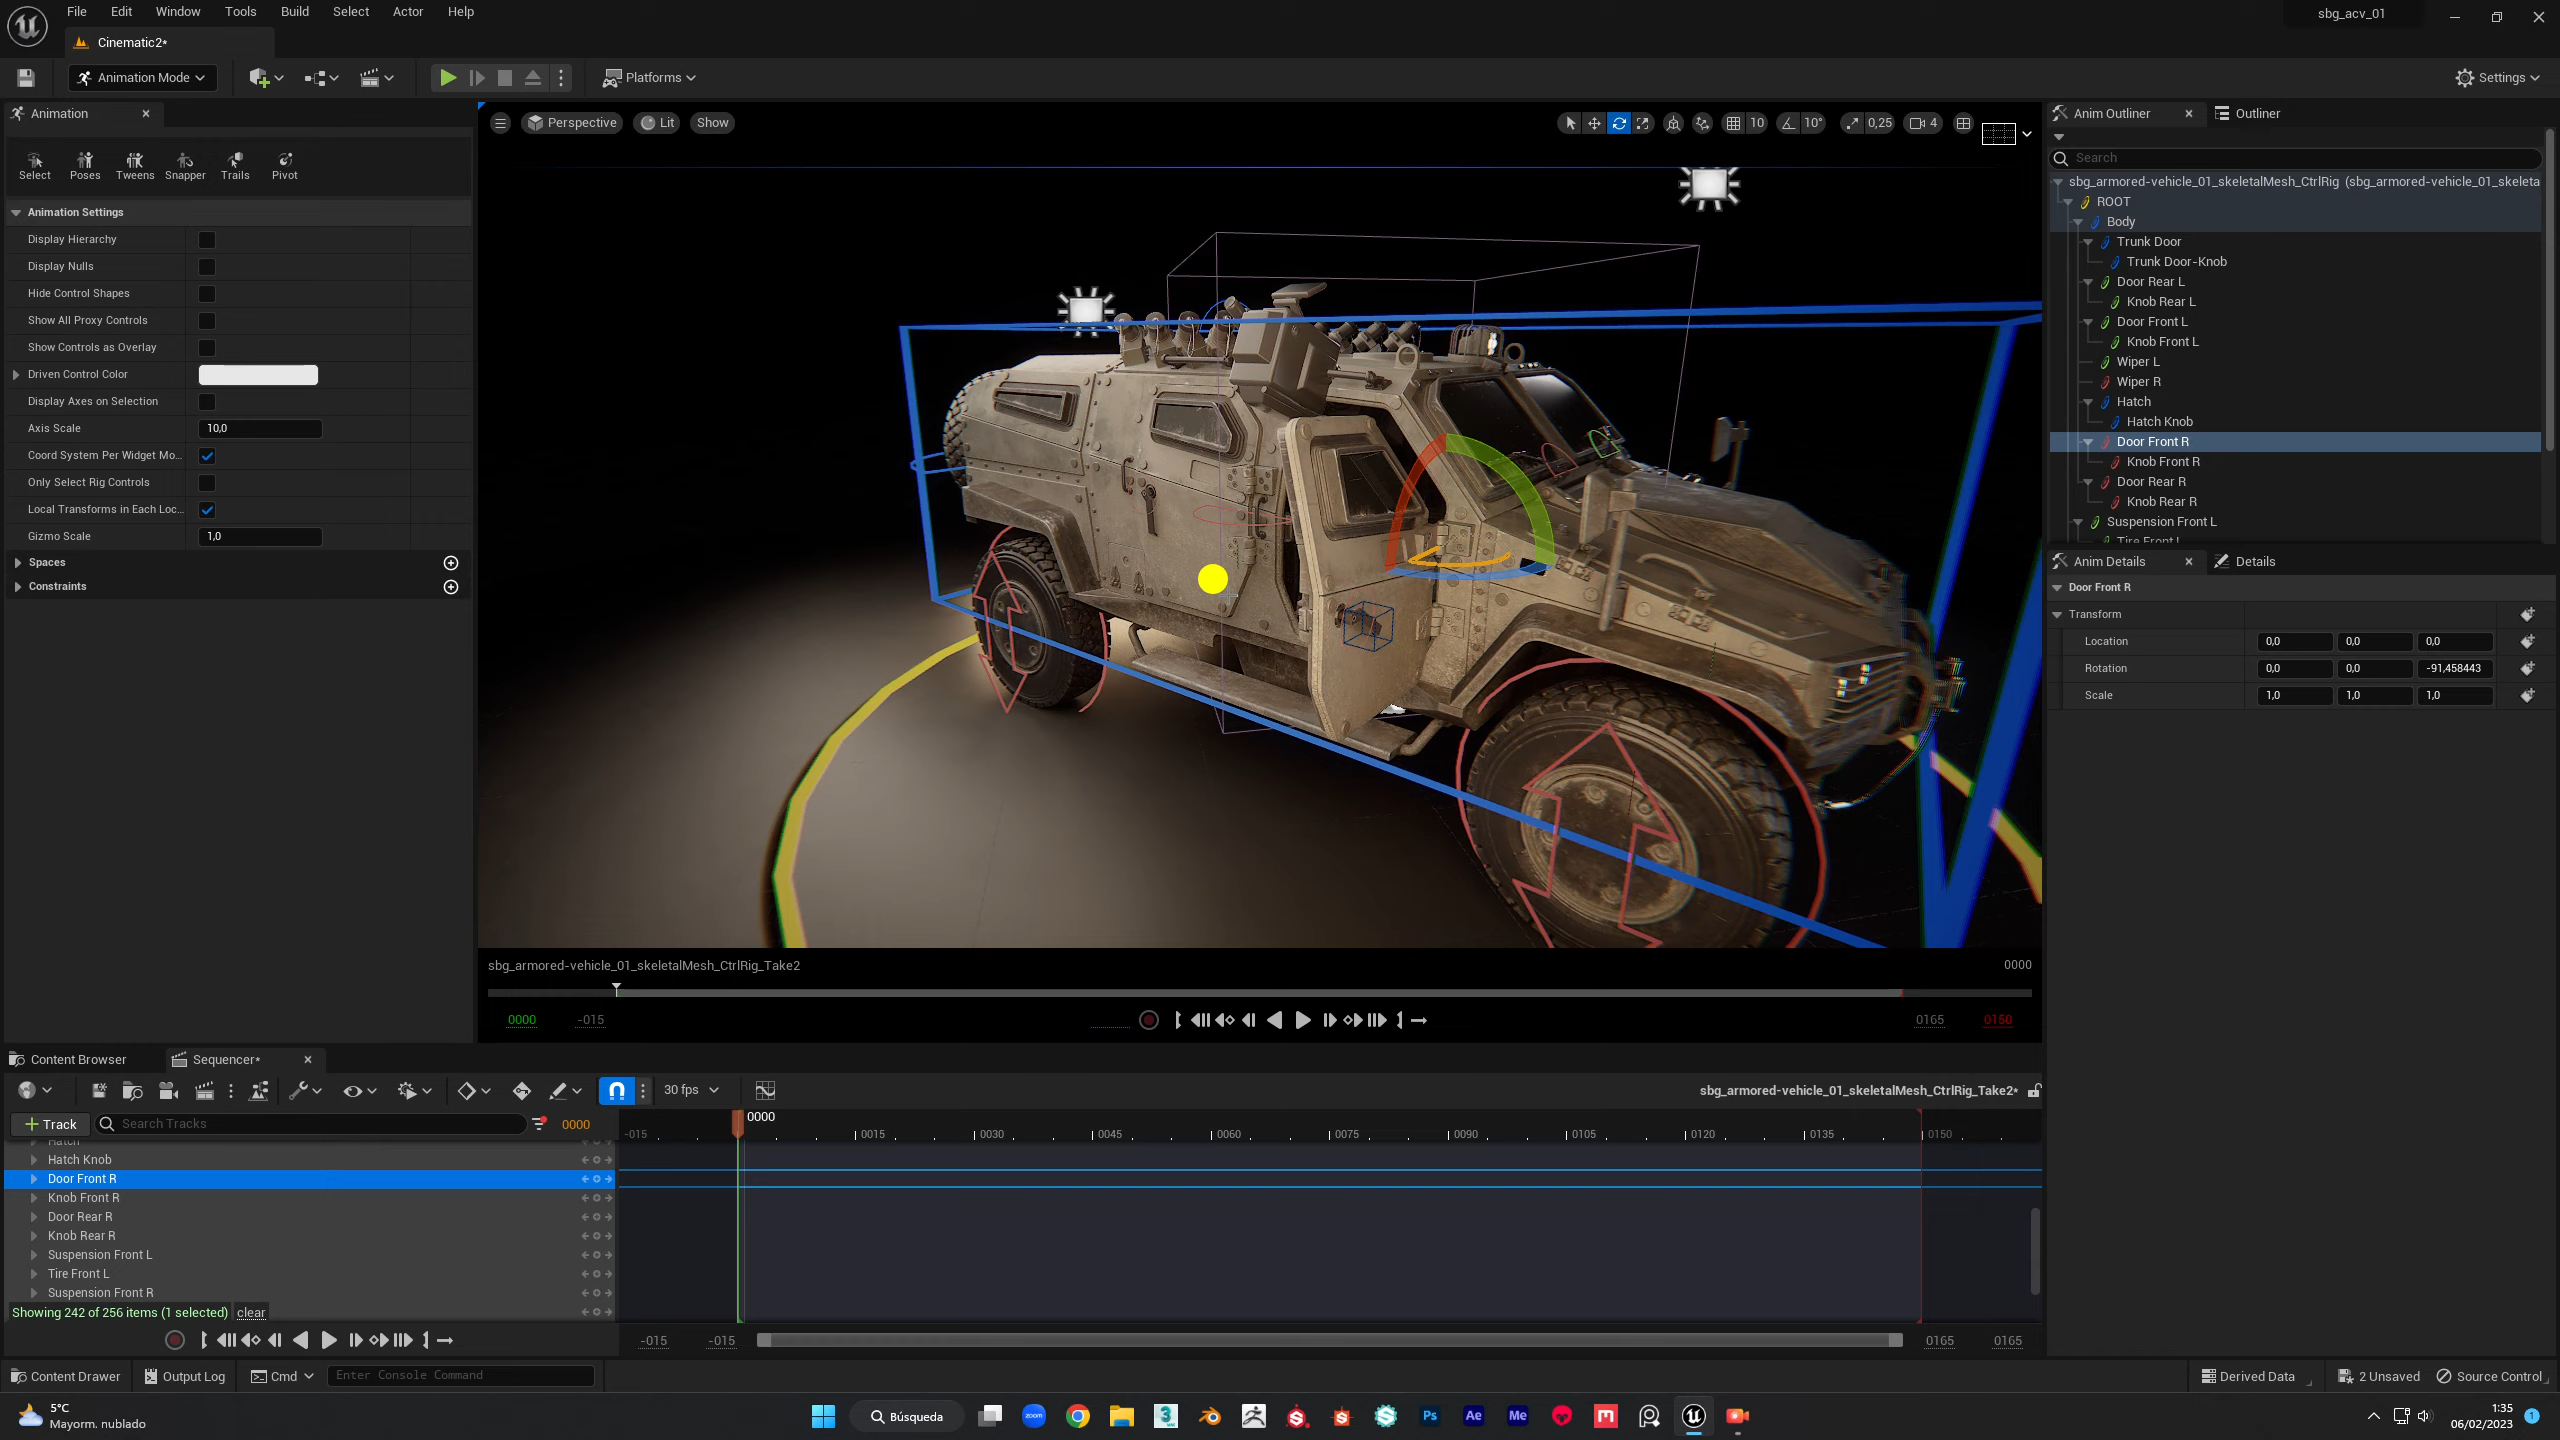 File Edit Window Tools Build Select Actor Help
sbg_acv_01
Cinematic2*
Animation Mode
Platforms
Settings
Animation
Perspective Lit Show
10 10° 0,25 4
Anim Outliner Outliner
Search
Select Poses Tweens Snapper Trails Pivot
Animation Settings
Display Hierarchy
Display Nulls
Hide Control Shapes
Show All Proxy Controls
Show Controls as Overlay
Driven Control Color
Display Axes on Selection
Axis Scale 10,0
Coord System Per Widget Mo...
Only Select Rig Controls
Local Transforms in Each Loc...
Gizmo Scale 1,0
Spaces
Constraints
sbg_armored-vehicle_01_skeletalMesh_CtrlRig (sbg_armored-vehicle_01_skeleta
ROOT
Body
Trunk Door
Trunk Door-Knob
Door Rear L
Knob Rear L
Door Front L
Knob Front L
Wiper L
Wiper R
Hatch
Hatch Knob
Door Front R
Knob Front R
Door Rear R
Knob Rear R
Suspension Front L
Tire Front L
Anim Details Details
Door Front R
Transform
Location 0,0 0,0 0,0
Rotation 0,0 0,0 -91,458443
Scale 1,0 1,0 1,0
sbg_armored-vehicle_01_skeletalMesh_CtrlRig_Take2 0000
0000 -015 0165 0150
Content Browser Sequencer*
30 fps
sbg_armored-vehicle_01_skeletalMesh_CtrlRig_Take2*
Track Search Tracks 0000
0000
-015 0015 0030 0045 0060 0075 0090 0105 0120 0135 0150
Hatch
Hatch Knob
Door Front R
Knob Front R
Door Rear R
Knob Rear R
Suspension Front L
Tire Front L
Suspension Front R
Showing 242 of 256 items (1 selected) clear
-015 -015 0165 0165
Content Drawer Output Log Cmd Enter Console Command
Derived Data 2 Unsaved Source Control
5°C
Mayorm. nublado
Búsqueda
zoom
3
Ps Ae Me
1:35
06/02/2023
1